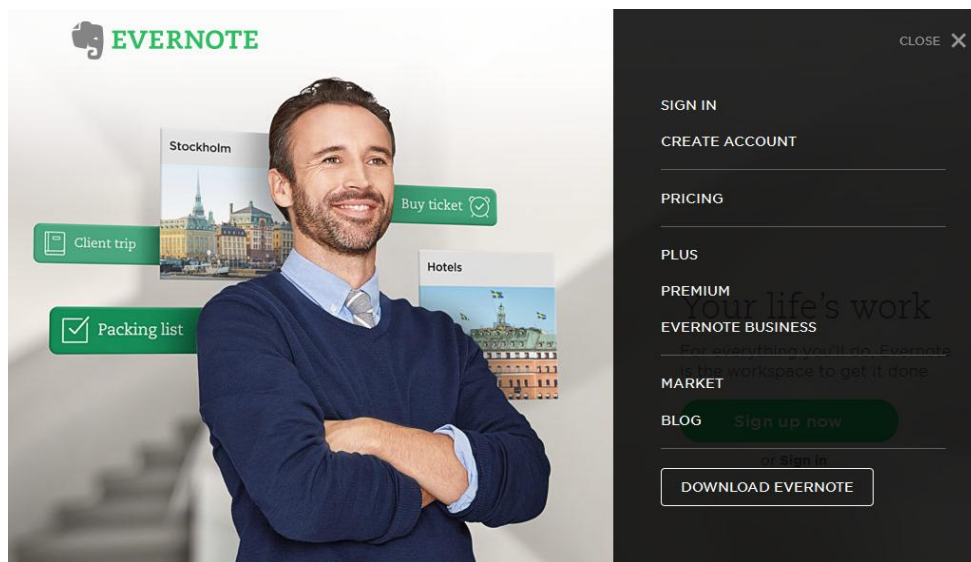 EVERNOTE
Stockholm
Buy ticket
Client trip
Hotels
Packing list
CLOSE X
SIGN IN
CREATE ACCOUNT
PRICING
PLUS
PREMIUM
EVERNOTE BUSINESS
MARKET
BLOG
DOWNLOAD EVERNOTE
Your life's work
For everything you'll do, Evernote
is the workspace to get it done
Sign up now
or Sign in